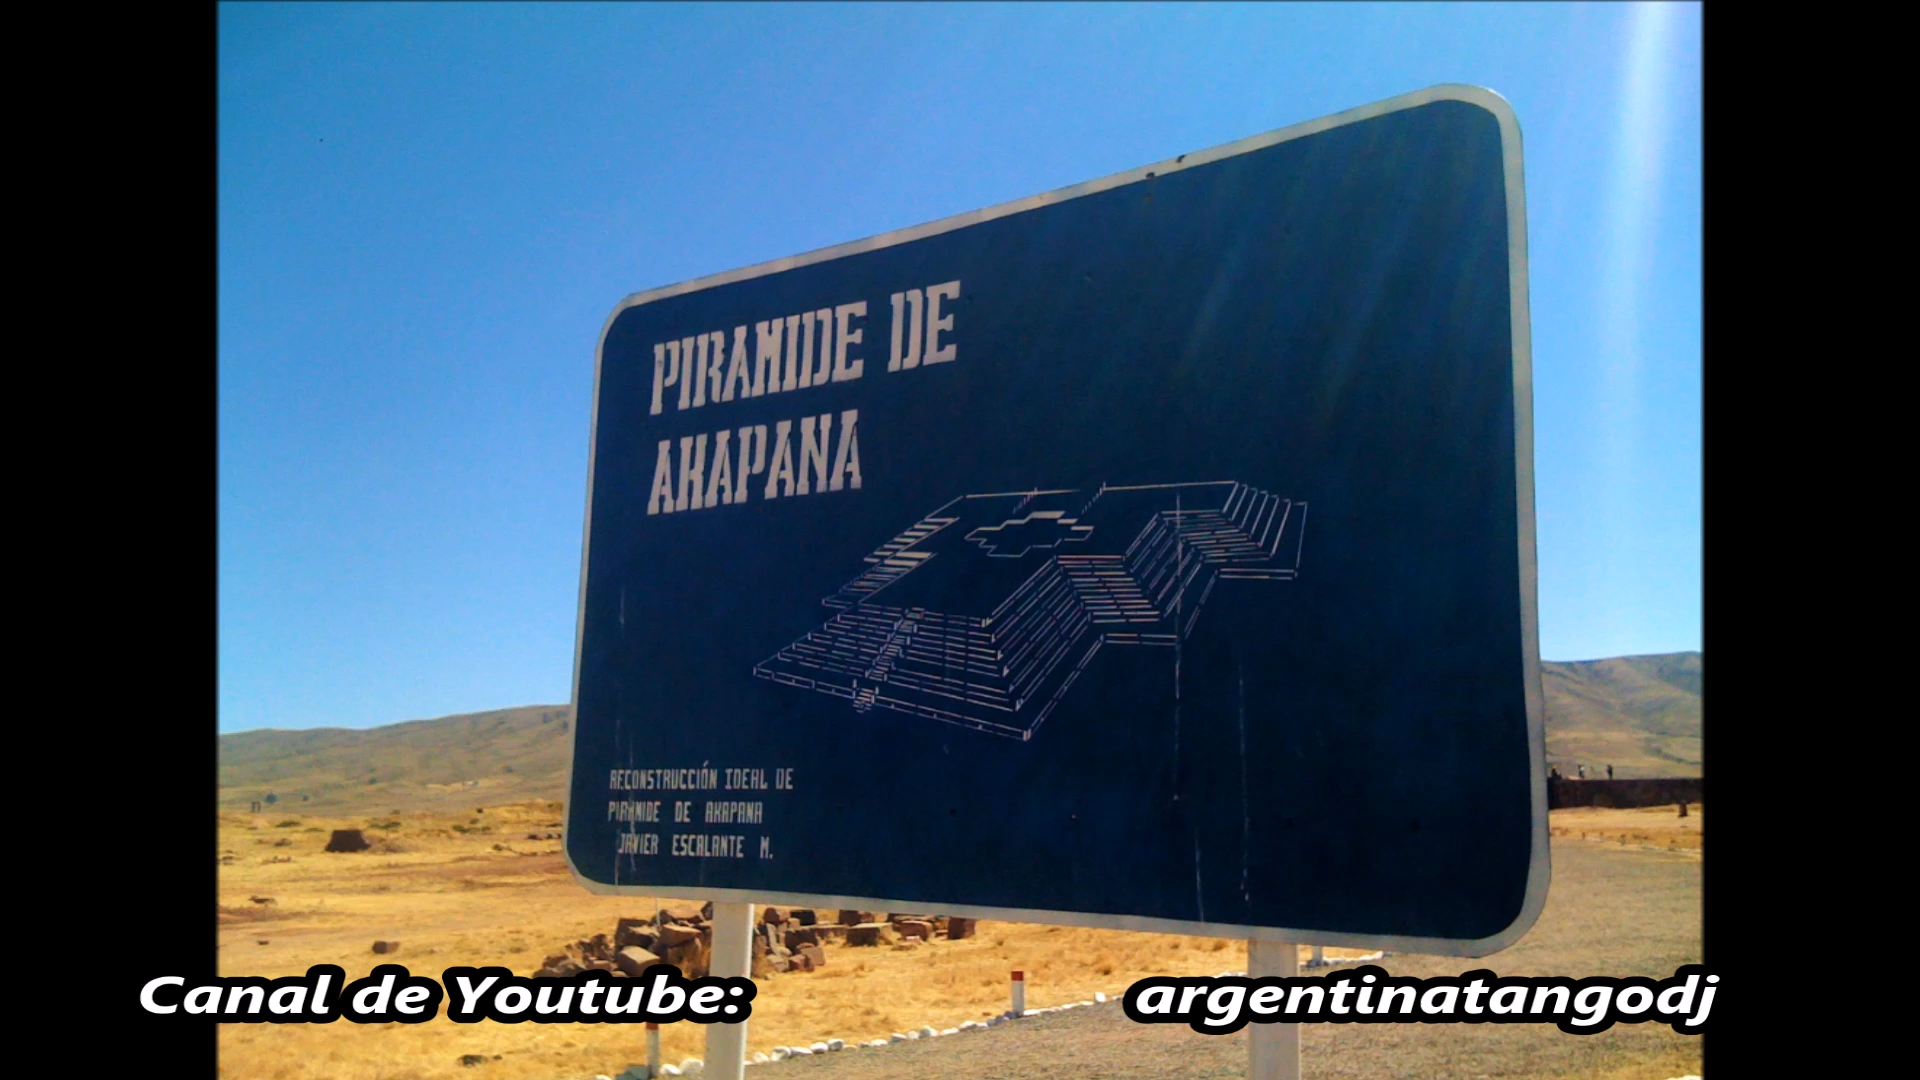 PIRAMIDE DE
AKAPANA
RECONSTRUCCIÓN IDEAL DE
PIRAMIDE DE AKAPANA
JAVIER ESCALANTE M.
Canal de Youtube: argentinatangodj